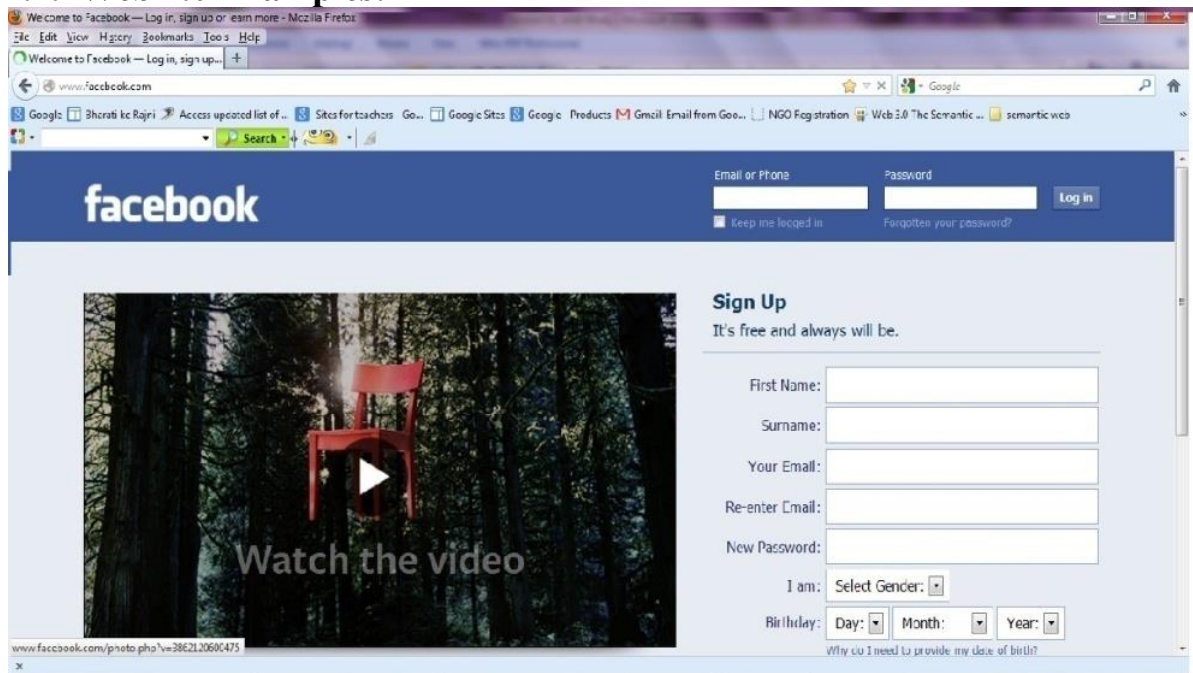 Welcome to Facebook — Log in, sign up or learn more - Mozilla Firefox
File Edit View History Bookmarks Tools Help
Welcome to Facebook — Log in, sign up... +
www.facebook.com
Google
Google Bharati ke Rajni Access updated list of ... Sites for teachers Go... Google Sites Google Products Gmail Email from Goo... NGO Registration Web 3.0 The Semantic ... semantic web
Search
facebook
Email or Phone Password
Log in
Keep me logged in Forgotten your password?
Sign Up
It's free and always will be.
First Name:
Surname:
Your Email:
Re-enter Email:
New Password:
I am: Select Gender:
Birthday: Day: Month: Year:
Why do I need to provide my date of birth?
Watch the video
www.facebook.com/photo.php?v=3862120600475